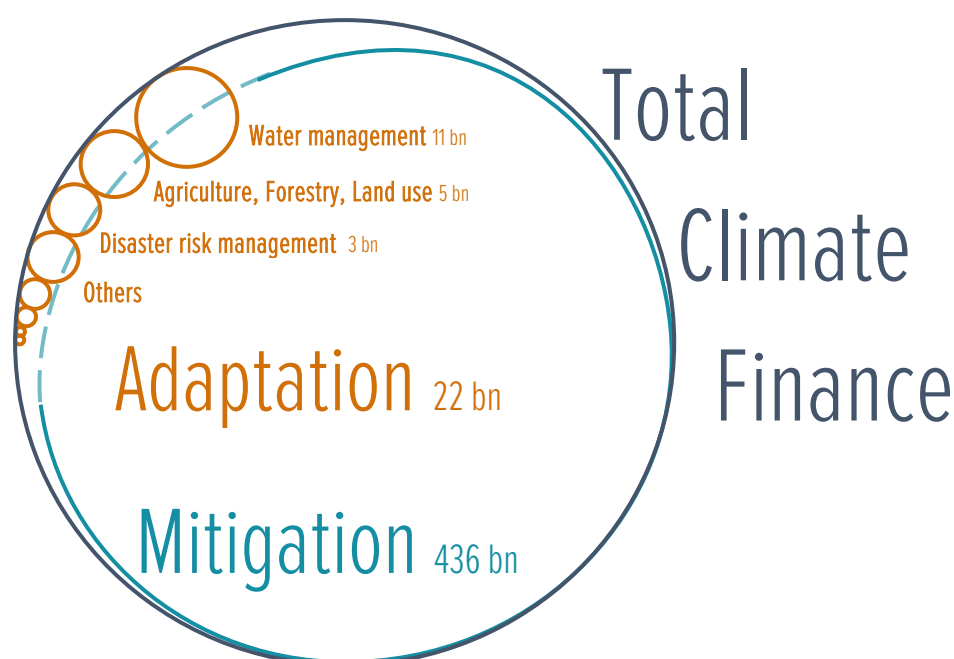 Total
Climate
Finance
Water management 11 bn
Agriculture, Forestry, Land use 5 bn
Disaster risk management 3 bn
Others
Adaptation 22 bn
Mitigation 436 bn